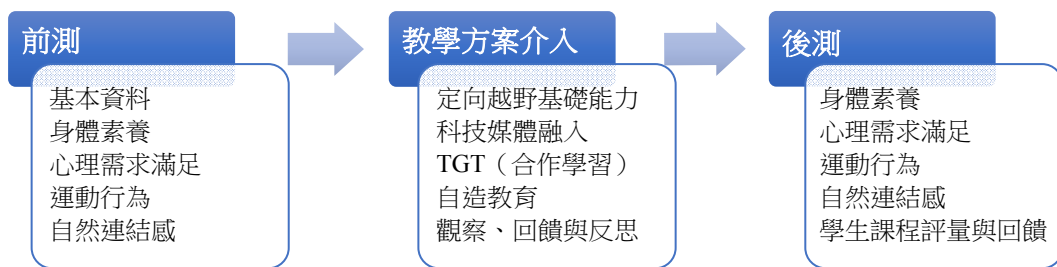 前測
基本資料
身體素養
心理需求滿足
運動行為
自然連結感
教學方案介入
定向越野基礎能力
科技媒體融入
TGT（合作學習）
自造教育
觀察、回饋與反思
後測
身體素養
心理需求滿足
運動行為
自然連結感
學生課程評量與回饋